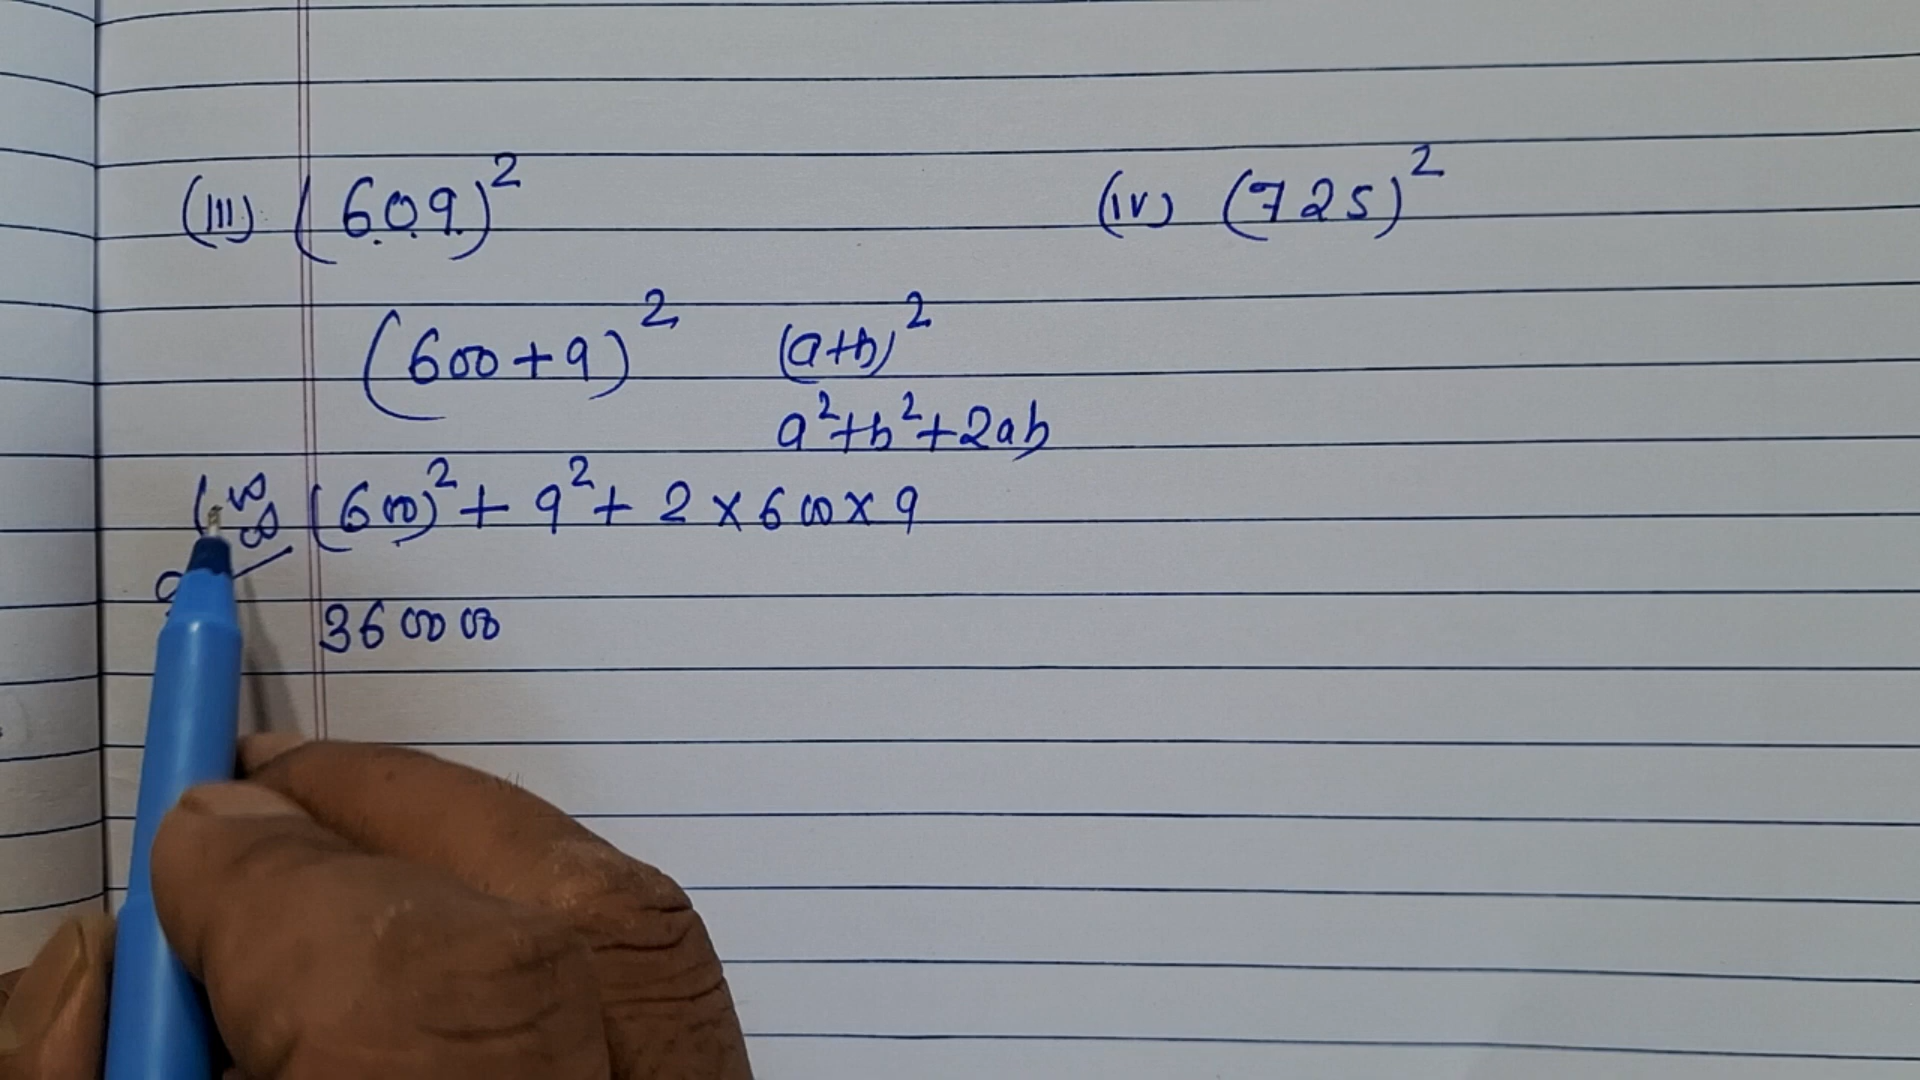 (III) (609)²
(IV) (725)²
(600+9)²
(a+b)²
a²+b²+2ab
(600)²+ 9²+ 2×600×9
360000